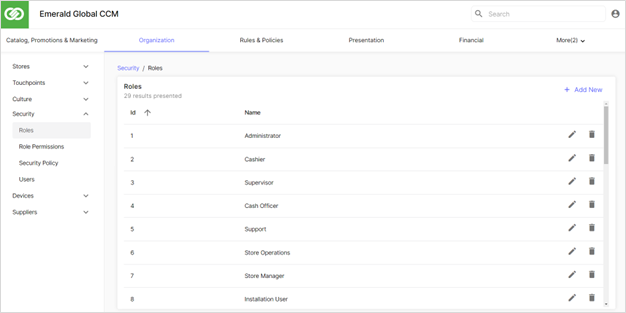 Emerald Global CCM
Search
Catalog, Promotions & Marketing
Organization
Rules & Policies
Presentation
Financial
More(2)
Stores
Touchpoints
Culture
Security
Roles
Role Permissions
Security Policy
Users
Devices
Suppliers
Security / Roles
Roles
29 results presented
+ Add New
Id Name
1 Administrator
2 Cashier
3 Supervisor
4 Cash Officer
5 Support
6 Store Operations
7 Store Manager
8 Installation User